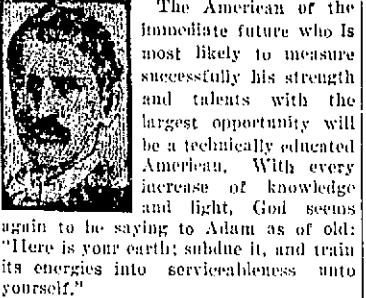 The American of the
immediate future who is
most likely to measure
successfully his strength
and talents with the
largest opportunity will
be a technically educated
American. With every
increase of knowledge
and light, God seems
again to be saying to Adam as of old:
"Here is your earth; subdue it, and train
its energies into serviceableness unto
yourself."